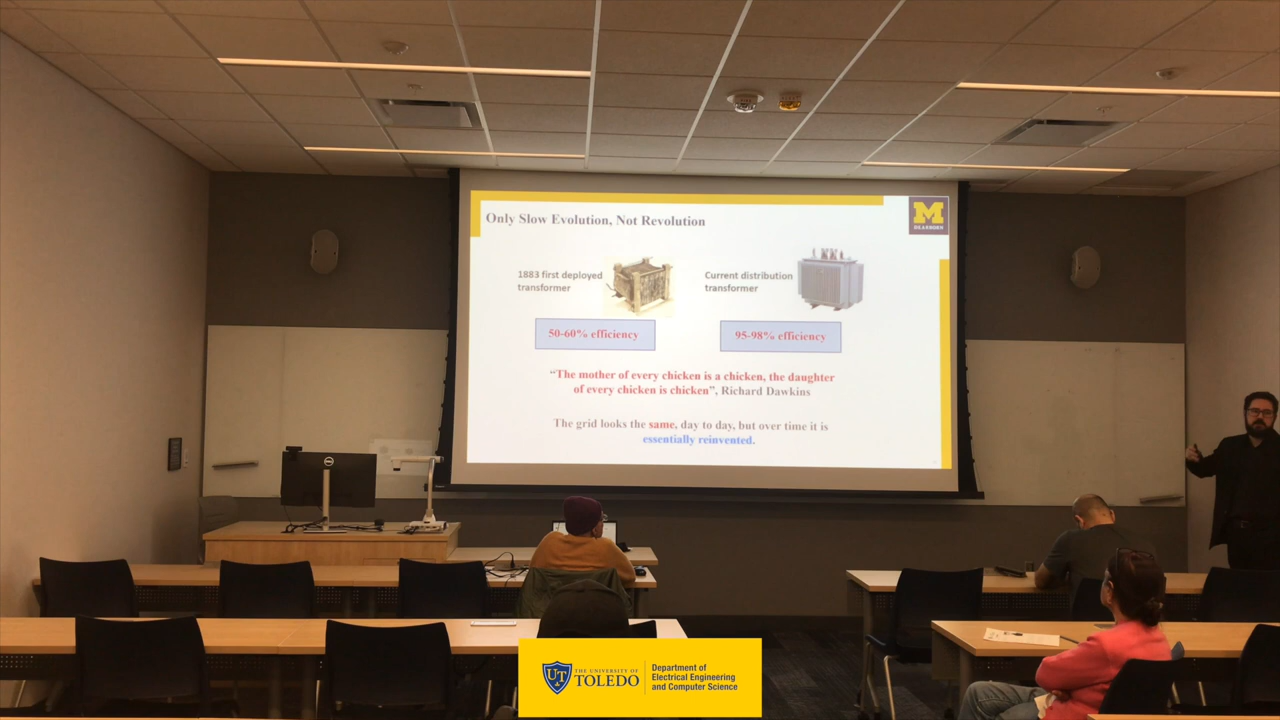 Only Slow Evolution, Not Revolution
M
DEARBORN
1883 first deployed
transformer
Current distribution
transformer
50-60% efficiency
95-98% efficiency
“The mother of every chicken is a chicken, the daughter
of every chicken is chicken”, Richard Dawkins
The grid looks the same, day to day, but over time it is
essentially reinvented.
DELL
UT
THE UNIVERSITY OF
TOLEDO
Department of
Electrical Engineering
and Computer Science